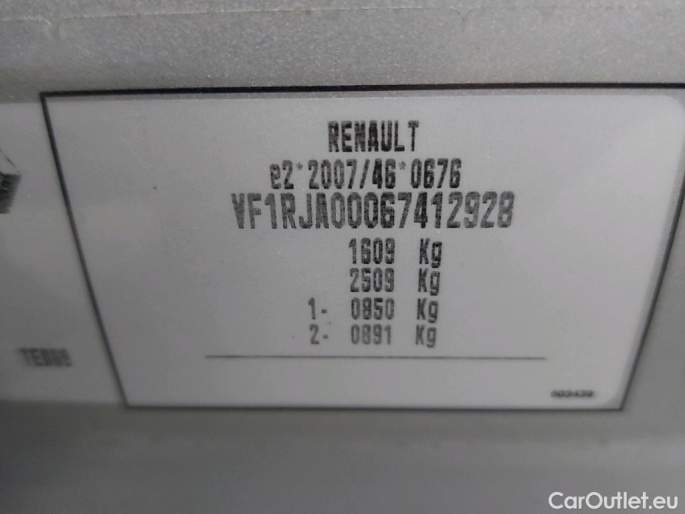 RENAULT
e2*2007/46*0676
VF1RJA00067412928
1609 Kg
2509 Kg
1- 0850 Kg
2- 0891 Kg
CarOutlet.eu